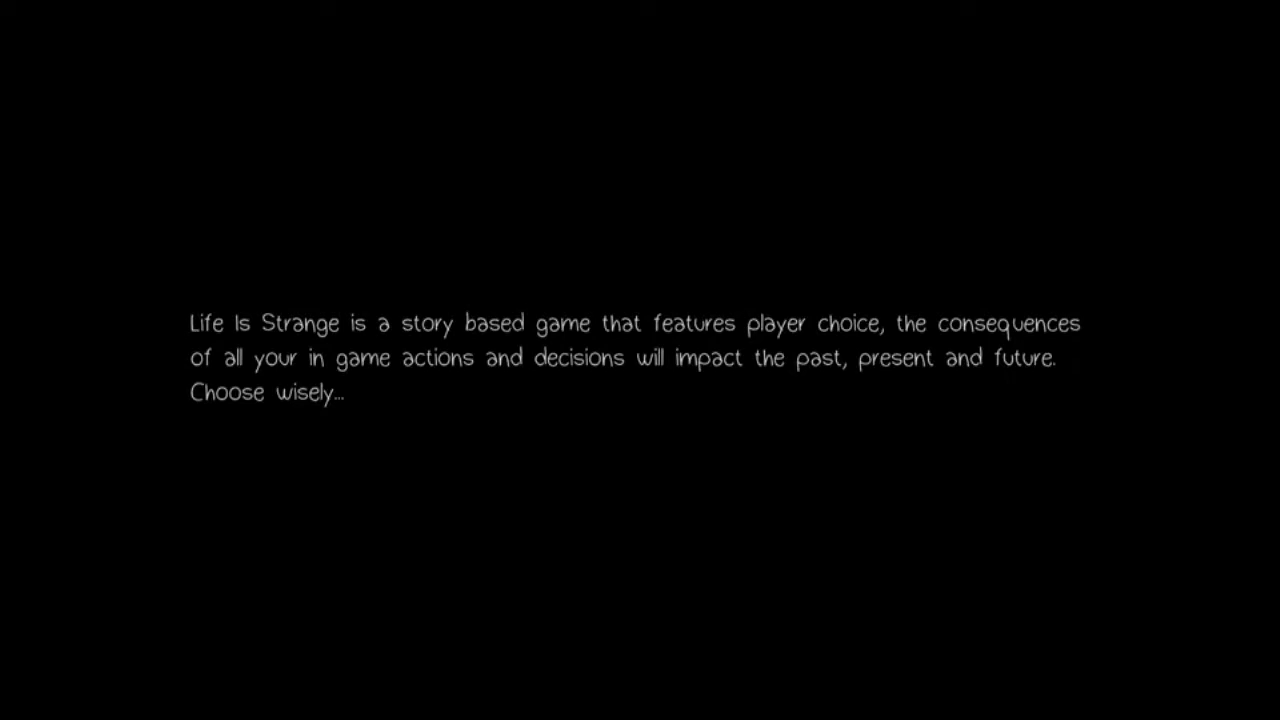 Life Is Strange is a story based game that features player choice, the consequences
of all your in game actions and decisions will impact the past, present and future.
Choose wisely...